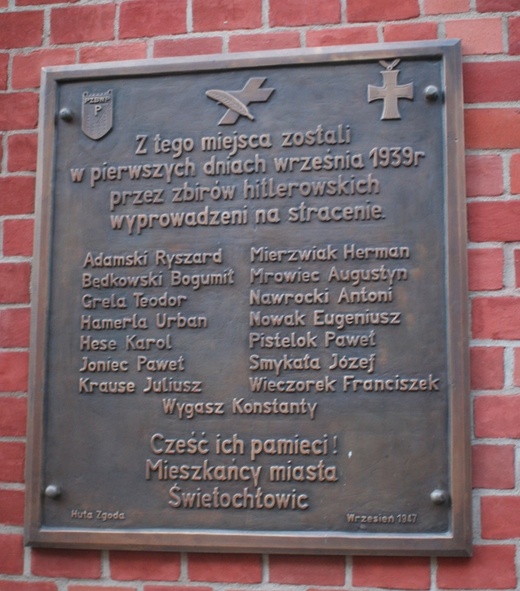 Z tego miejsca zostali
w pierwszych dniach września 1939r
przez zbirów hitlerowskich
wyprowadzeni na stracenie.
Adamski Ryszard
Będkowski Bogumił
Grela Teodor
Hamerla Urban
Hese Karol
Joniec Paweł
Krause Juliusz
Mierzwiak Herman
Mrowiec Augustyn
Nawrocki Antoni
Nowak Eugeniusz
Pistelok Paweł
Smykała Józef
Wieczorek Franciszek
Wygasz Konstanty
Cześć ich pamięci!
Mieszkańcy miasta
Świętochłowic
Huta Zgoda
Wrzesień 1947